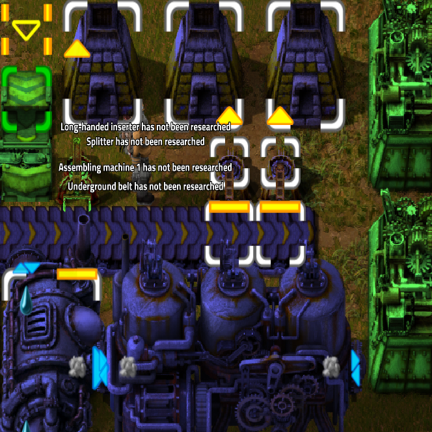 Long-handed inserter has not been researched
Splitter has not been researched
Assembling machine 1 has not been researched
Underground belt has not been researched